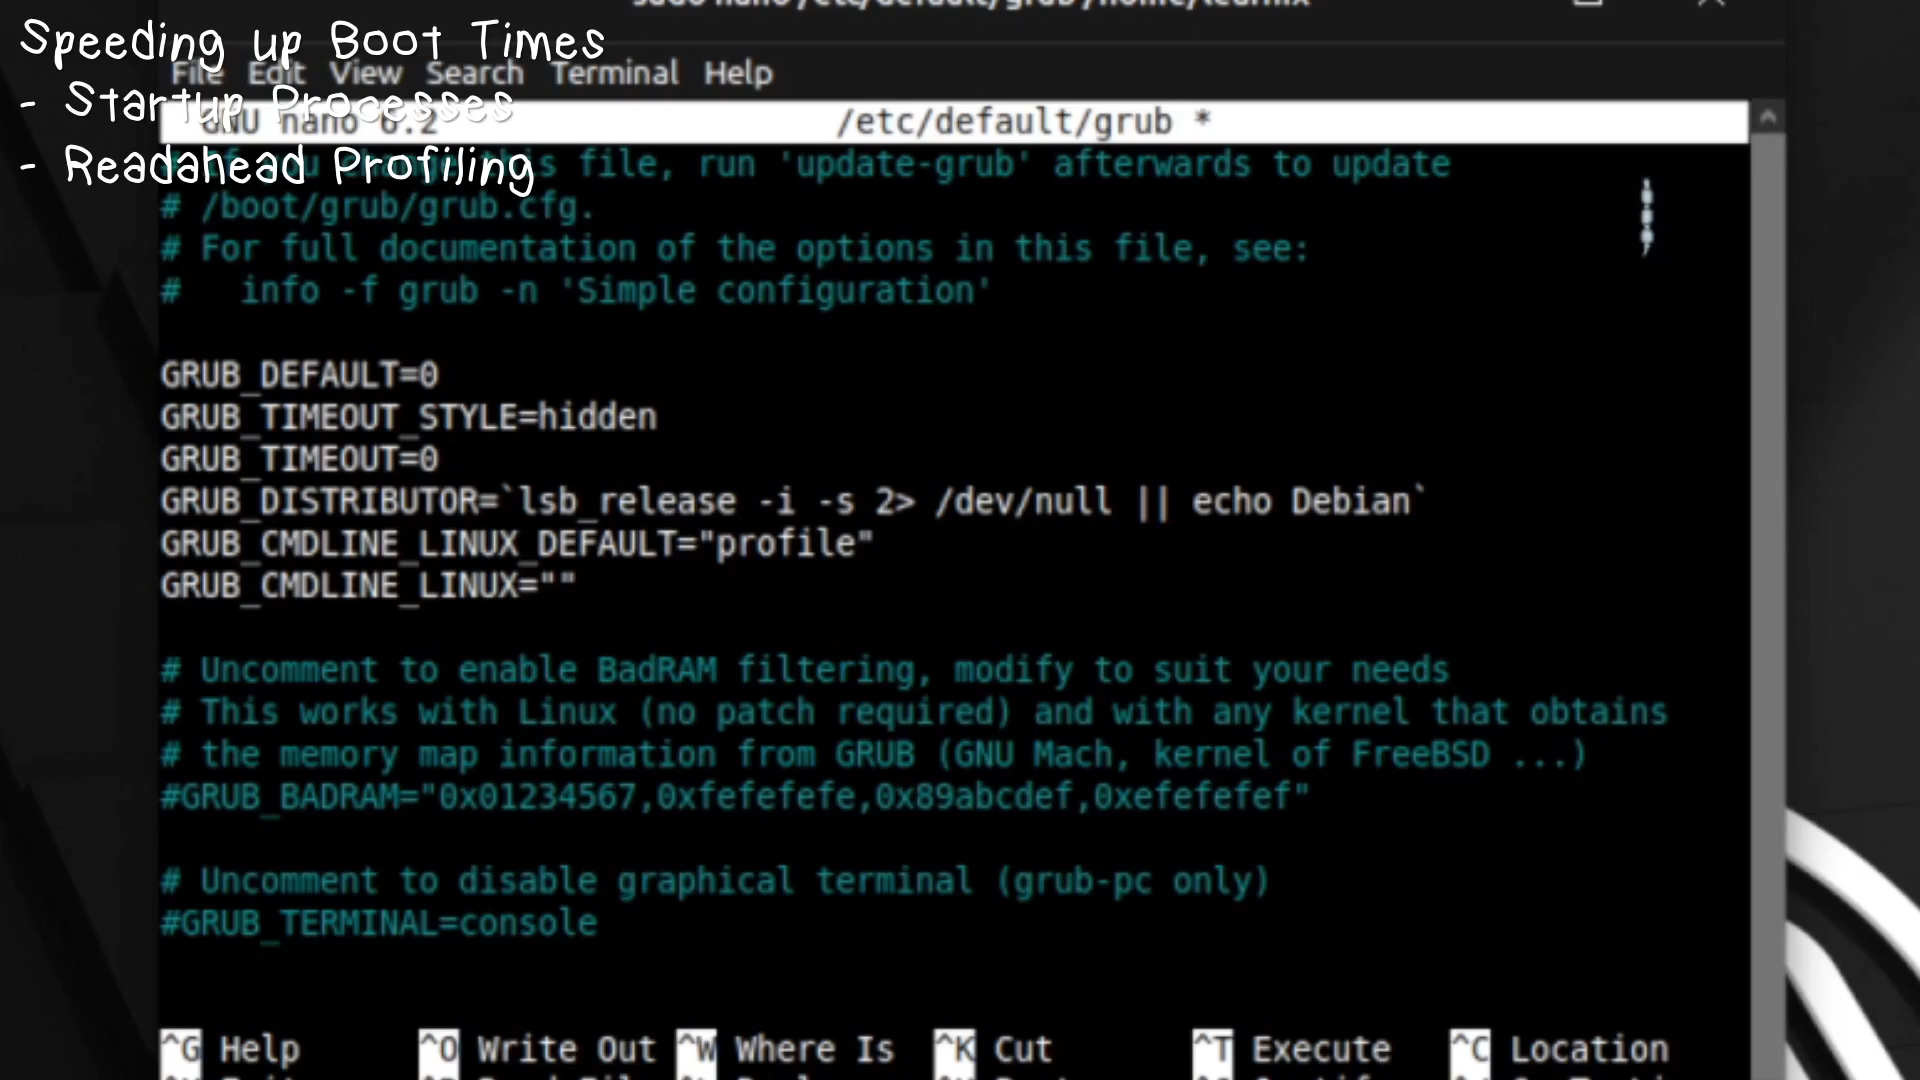 Speeding up Boot Times
- Startup Processes
- Readahead Profiling
File Edit View Search Terminal Help
GNU nano 6.2 /etc/default/grub *
this file, run 'update-grub' afterwards to update
# /boot/grub/grub.cfg.
# For full documentation of the options in this file, see:
#   info -f grub -n 'Simple configuration'
GRUB_DEFAULT=0
GRUB_TIMEOUT_STYLE=hidden
GRUB_TIMEOUT=0
GRUB_DISTRIBUTOR=`lsb_release -i -s 2> /dev/null || echo Debian`
GRUB_CMDLINE_LINUX_DEFAULT="profile"
GRUB_CMDLINE_LINUX=""
# Uncomment to enable BadRAM filtering, modify to suit your needs
# This works with Linux (no patch required) and with any kernel that obtains
# the memory map information from GRUB (GNU Mach, kernel of FreeBSD ...)
#GRUB_BADRAM="0x01234567,0xfefefefe,0x89abcdef,0xefefefef"
# Uncomment to disable graphical terminal (grub-pc only)
#GRUB_TERMINAL=console
^G Help ^O Write Out ^W Where Is ^K Cut ^T Execute ^C Location